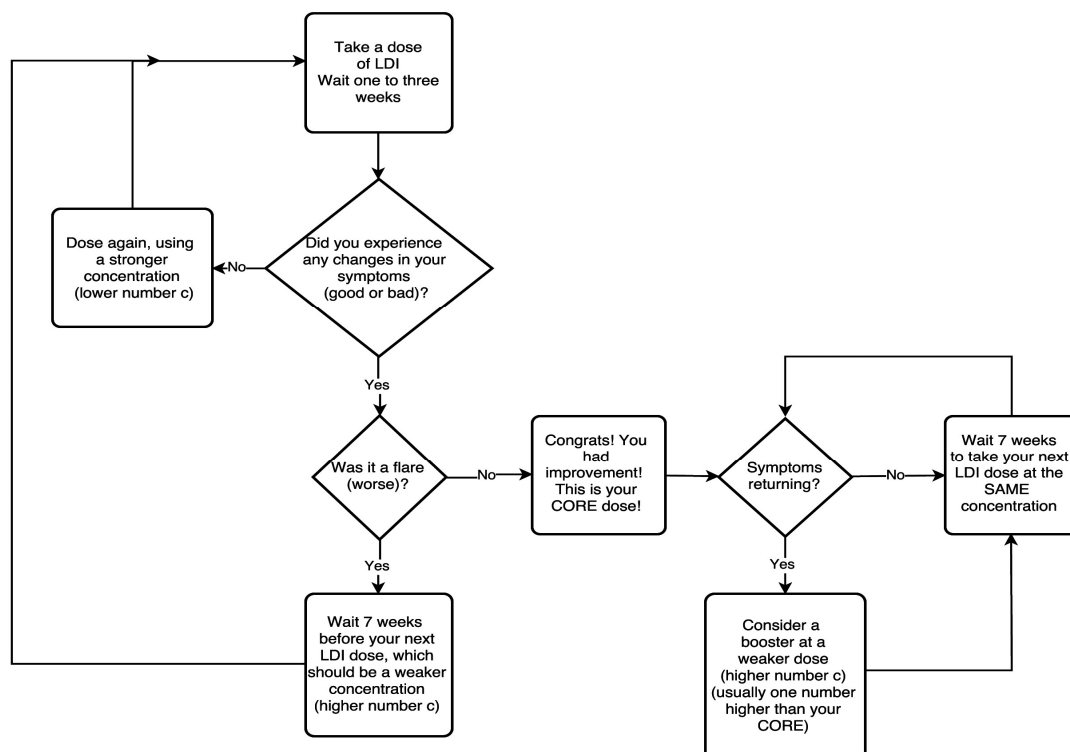 Take a dose
of LDI
Wait one to three
weeks
Did you experience
any changes in your
symptoms
(good or bad)?
No
Dose again, using
a stronger
concentration
(lower number c)
Yes
Was it a flare
(worse)?
No
Congrats! You
had
improvement!
This is your
CORE dose!
Symptoms
returning?
No
Wait 7 weeks
to take your next
LDI dose at the
SAME
concentration
Yes
Wait 7 weeks
before your next
LDI dose, which
should be a weaker
concentration
(higher number c)
Yes
Consider a
booster at a
weaker dose
(higher number c)
(usually one number
higher than your
CORE)